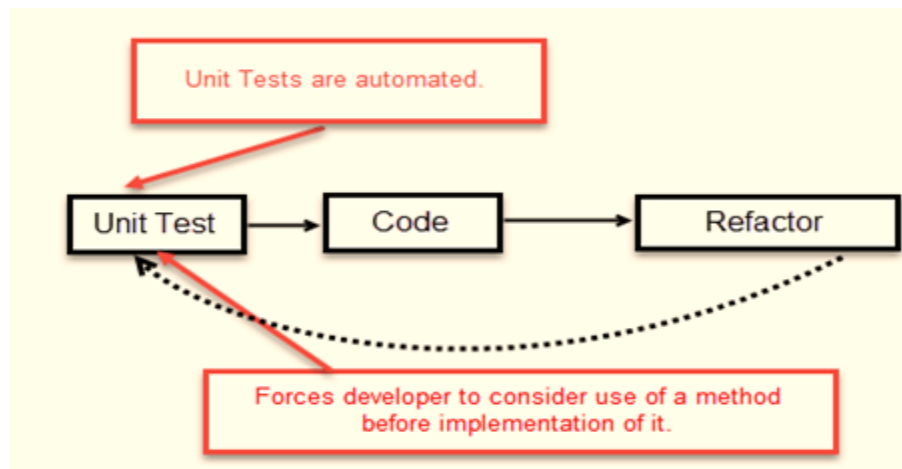 Unit Tests are automated.
Unit Test
Code
Refactor
Forces developer to consider use of a method
before implementation of it.